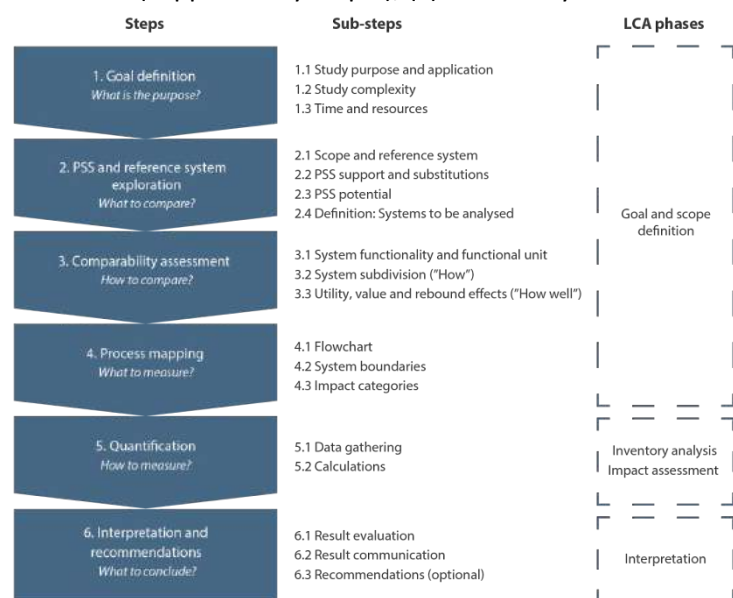 Steps
Sub-steps
LCA phases
1. Goal definition
What is the purpose?
1.1 Study purpose and application
1.2 Study complexity
1.3 Time and resources
2. PSS and reference system
exploration
What to compare?
2.1 Scope and reference system
2.2 PSS support and substitutions
2.3 PSS potential
2.4 Definition: Systems to be analysed
Goal and scope
definition
3. Comparability assessment
How to compare?
3.1 System functionality and functional unit
3.2 System subdivision ("How")
3.3 Utility, value and rebound effects ("How well")
4. Process mapping
What to measure?
4.1 Flowchart
4.2 System boundaries
4.3 Impact categories
5. Quantification
How to measure?
5.1 Data gathering
5.2 Calculations
Inventory analysis
Impact assessment
6. Interpretation and
recommendations
What to conclude?
6.1 Result evaluation
6.2 Result communication
6.3 Recommendations (optional)
Interpretation